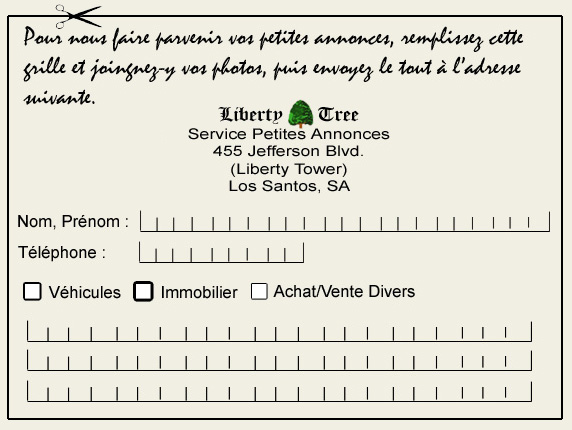 Pour nous faire parvenir vos petites annonces, remplissez cette
grille et joingnez-y vos photos, puis envoyez le tout à l'adresse
suivante.
Liberty Tree
Service Petites Annonces
455 Jefferson Blvd.
(Liberty Tower)
Los Santos, SA
Nom, Prénom :
Téléphone :
Véhicules Immobilier Achat/Vente Divers